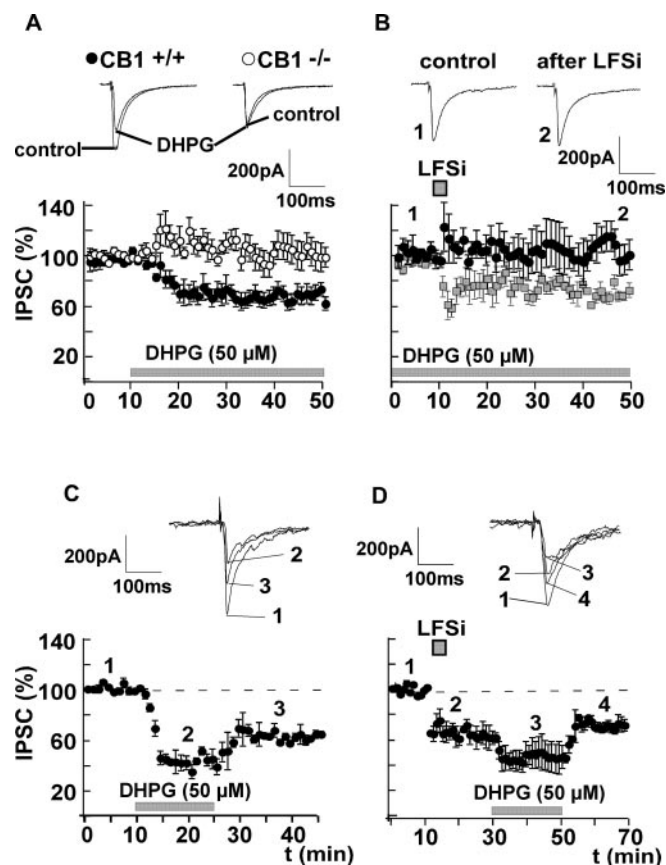 A
CB1 +/+
CB1 -/-
control
DHPG
control
200pA
100ms
IPSC (%)
140
100
60
20
DHPG (50 µM)
0 10 20 30 40 50
B
control
after LFSi
1
2
200pA
100ms
LFSi
1
2
140
100
60
20
DHPG (50 µM)
0 10 20 30 40 50
C
200pA
100ms
2
3
1
IPSC (%)
140
100
60
20
1
2
3
DHPG (50 µM)
0 10 20 30 40
t (min)
D
200pA
100ms
2
3
1
4
LFSi
140
100
60
20
1
2
3
4
DHPG (50 µM)
0 10 30 50 70
t (min)